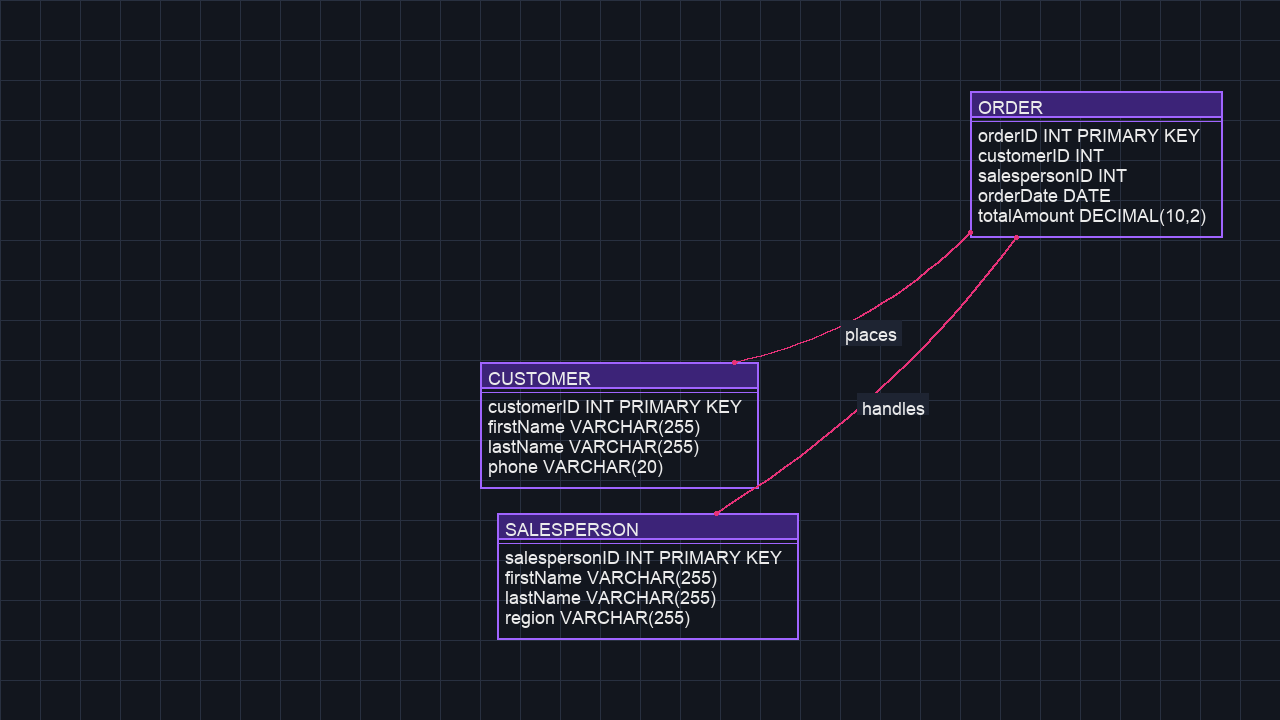 ORDER
orderID INT PRIMARY KEY
customerID INT
salespersonID INT
orderDate DATE
totalAmount DECIMAL(10,2)
places
CUSTOMER
customerID INT PRIMARY KEY
firstName VARCHAR(255)
lastName VARCHAR(255)
phone VARCHAR(20)
handles
SALESPERSON
salespersonID INT PRIMARY KEY
firstName VARCHAR(255)
lastName VARCHAR(255)
region VARCHAR(255)